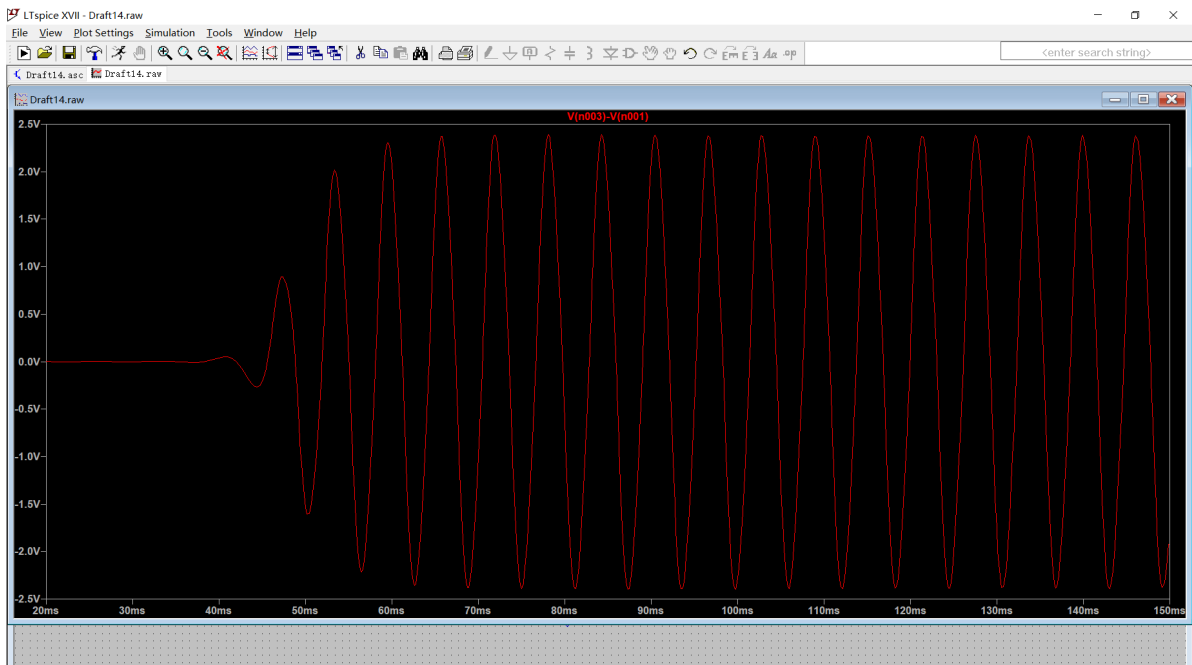 LTspice XVII - Draft14.raw
File View Plot Settings Simulation Tools Window Help
Aa .op <enter search string>
Draft14.asc Draft14.raw
Draft14.raw
V(n003)-V(n001)
2.5V
2.0V
1.5V
1.0V
0.5V
0.0V
-0.5V
-1.0V
-1.5V
-2.0V
-2.5V
20ms 30ms 40ms 50ms 60ms 70ms 80ms 90ms 100ms 110ms 120ms 130ms 140ms 150ms